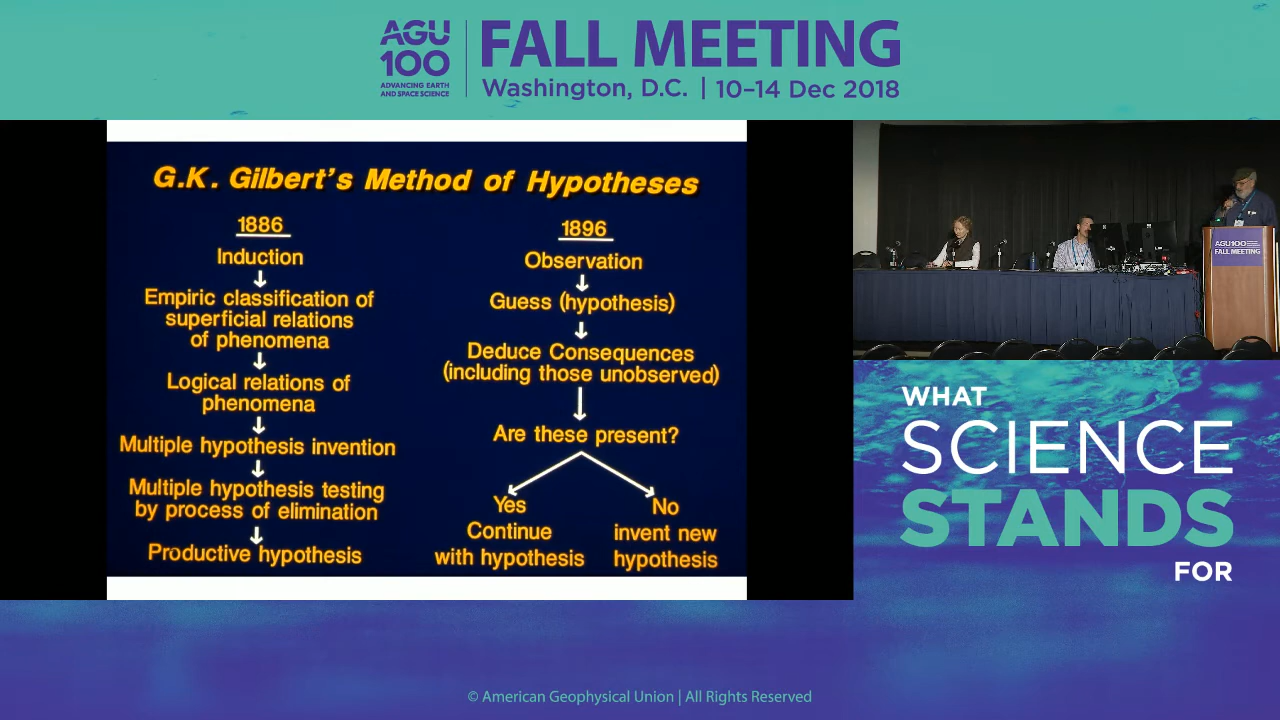 AGU
100
ADVANCING EARTH
AND SPACE SCIENCE
FALL MEETING
Washington, D.C. | 10–14 Dec 2018
G.K. Gilbert's Method of Hypotheses
1886
Induction
Empiric classification of
superficial relations
of phenomena
Logical relations of
phenomena
Multiple hypothesis invention
Multiple hypothesis testing
by process of elimination
Productive hypothesis
1896
Observation
Guess (hypothesis)
Deduce Consequences
(including those unobserved)
Are these present?
Yes
Continue
with hypothesis
No
invent new
hypothesis
AGU100
FALL MEETING
WHAT
SCIENCE
STANDS
FOR
© American Geophysical Union | All Rights Reserved